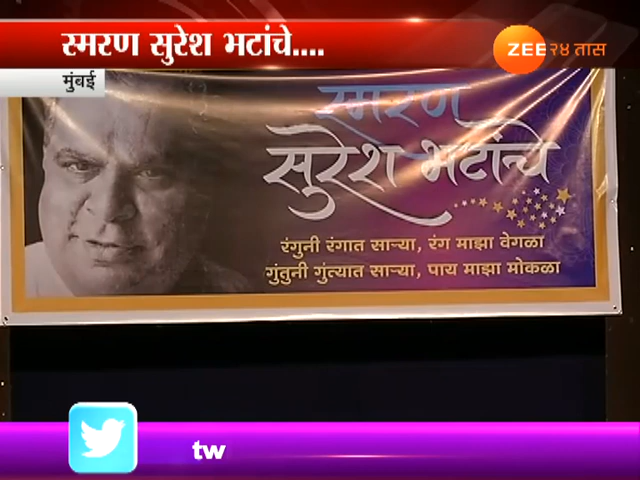 स्मरण सुरेश भटांचे....
ZEE २४ तास
मुंबई
स्मरण
सुरेश भटांचे
रंगुनी रंगात साऱ्या, रंग माझा वेगळा
गुंतुनी गुंत्यात साऱ्या, पाय माझा मोकळा
tw